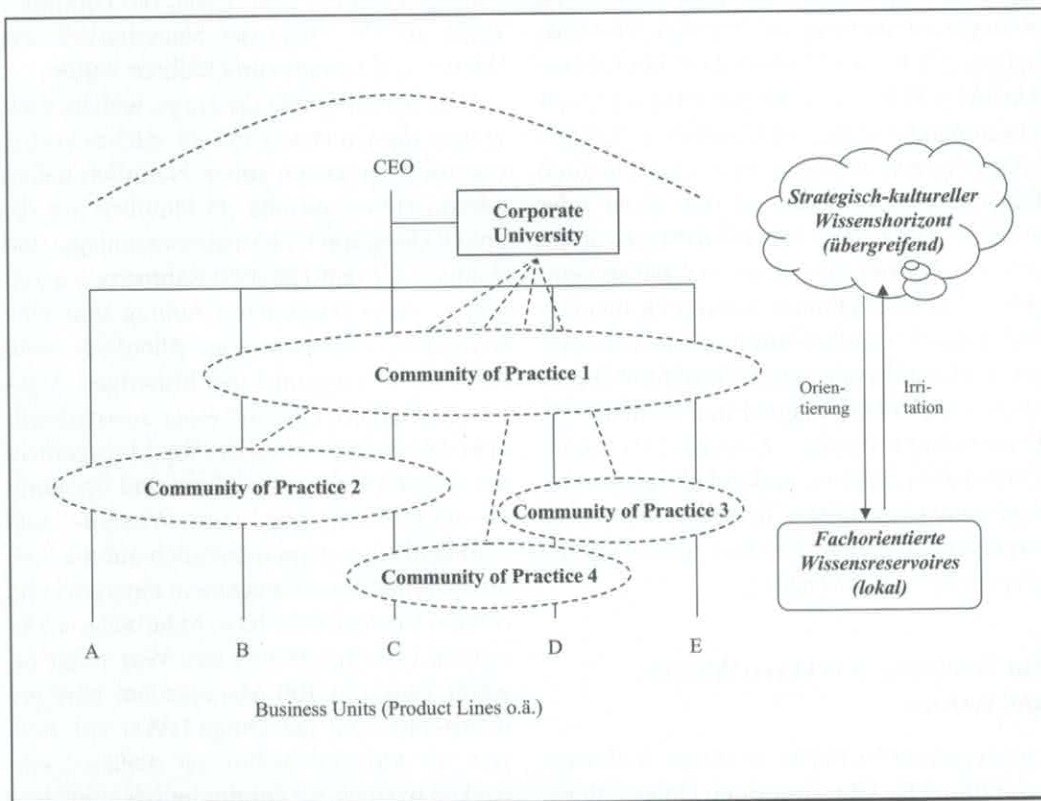 CEO
Corporate
University
Strategisch-kultureller
Wissenshorizont
(übergreifend)
Community of Practice 1
Orien-
tierung
Irri-
tation
Community of Practice 2
Community of Practice 3
Community of Practice 4
Fachorientierte
Wissensreservoires
(lokal)
A B C D E
Business Units (Product Lines o.ä.)